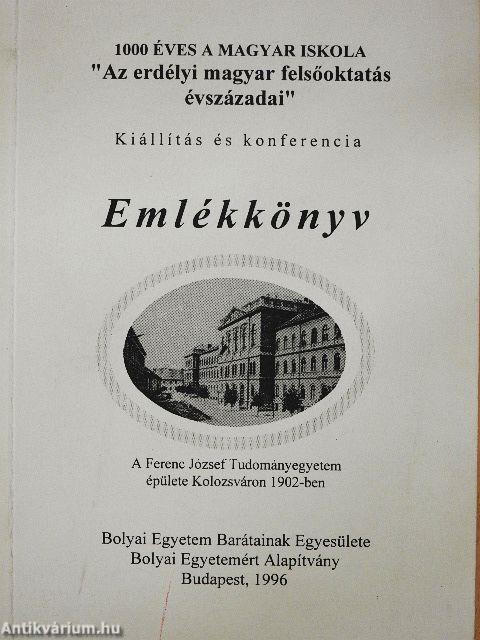 1000 ÉVES A MAGYAR ISKOLA
"Az erdélyi magyar felsőoktatás
évszázadai"
Kiállítás és konferencia
Emlékkönyv
A Ferenc József Tudományegyetem
épülete Kolozsváron 1902-ben
Bolyai Egyetem Barátainak Egyesülete
Bolyai Egyetemért Alapítvány
Budapest, 1996
Antikvárium.hu